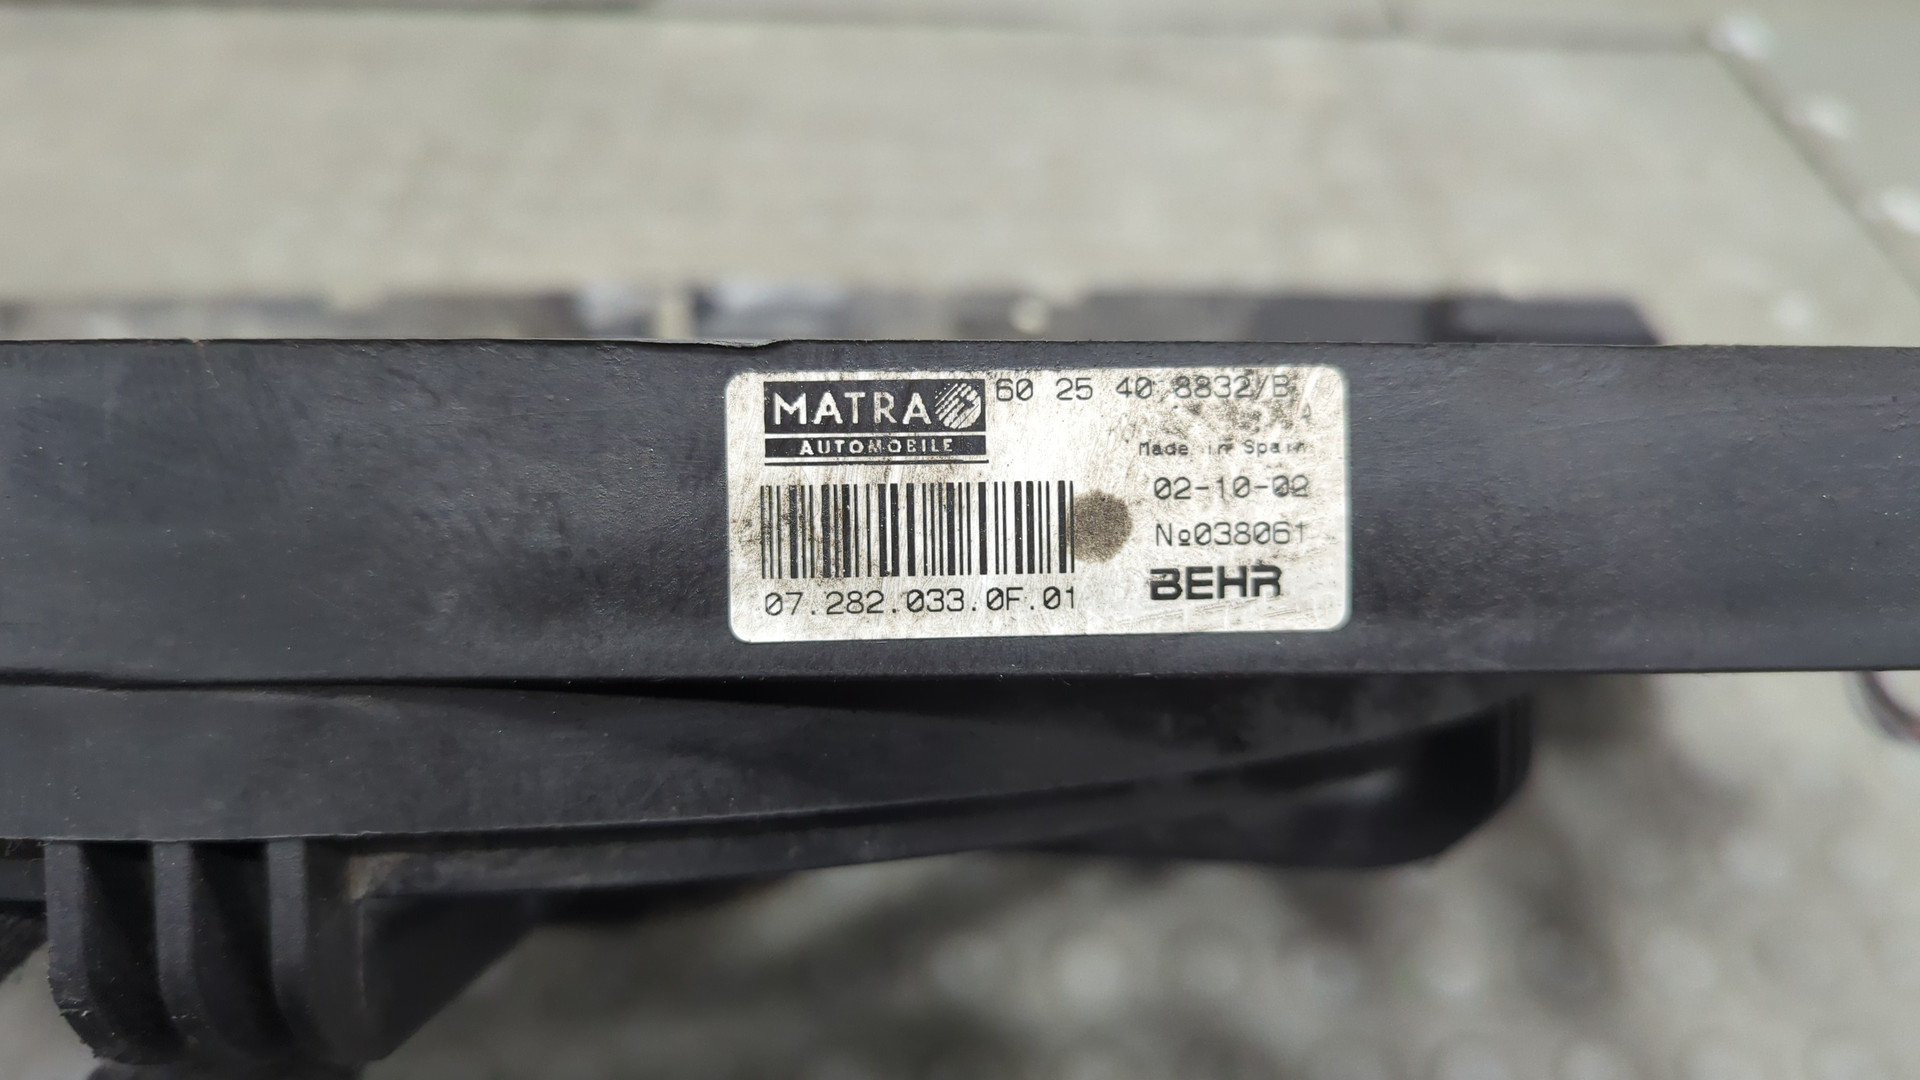 MATRA
AUTOMOBILE
60 25 40 8832/B
Made in Spain
02-10-02
№038061
07.282.033.0F.01
BEHR